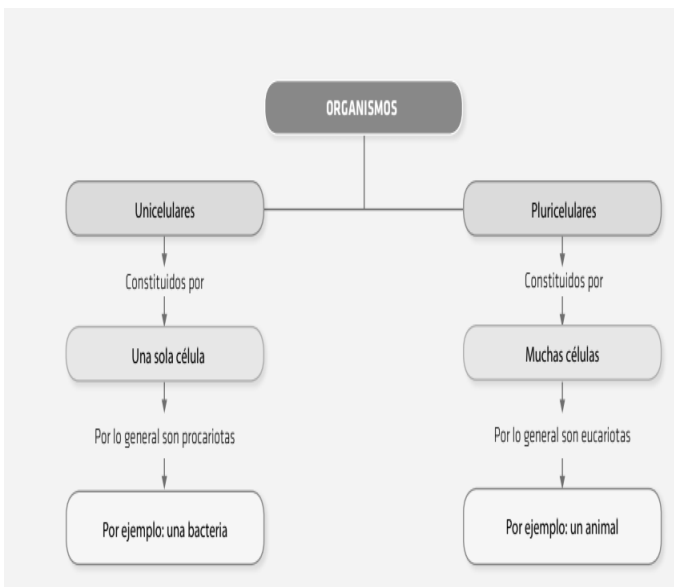 ORGANISMOS
Unicelulares
Pluricelulares
Constituidos por
Constituidos por
Una sola célula
Muchas células
Por lo general son procariotas
Por lo general son eucariotas
Por ejemplo: una bacteria
Por ejemplo: un animal